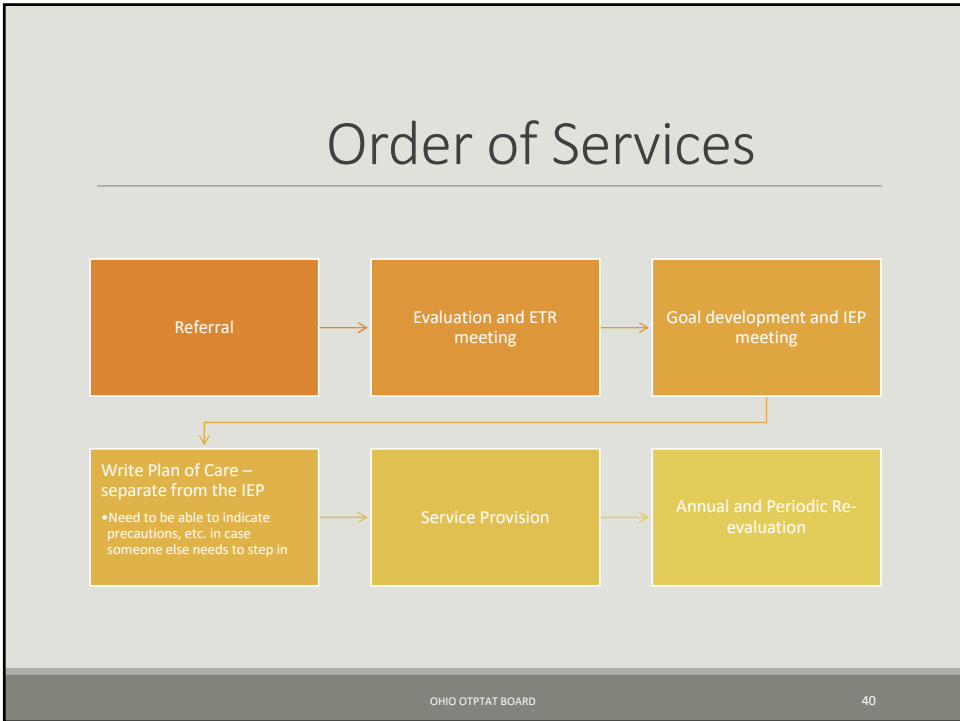 Order of Services
Referral
Evaluation and ETR
meeting
Goal development and IEP
meeting
Write Plan of Care –
separate from the IEP
•Need to be able to indicate
precautions, etc. in case
someone else needs to step in
Service Provision
Annual and Periodic Re-
evaluation
OHIO OTPTAT BOARD
40